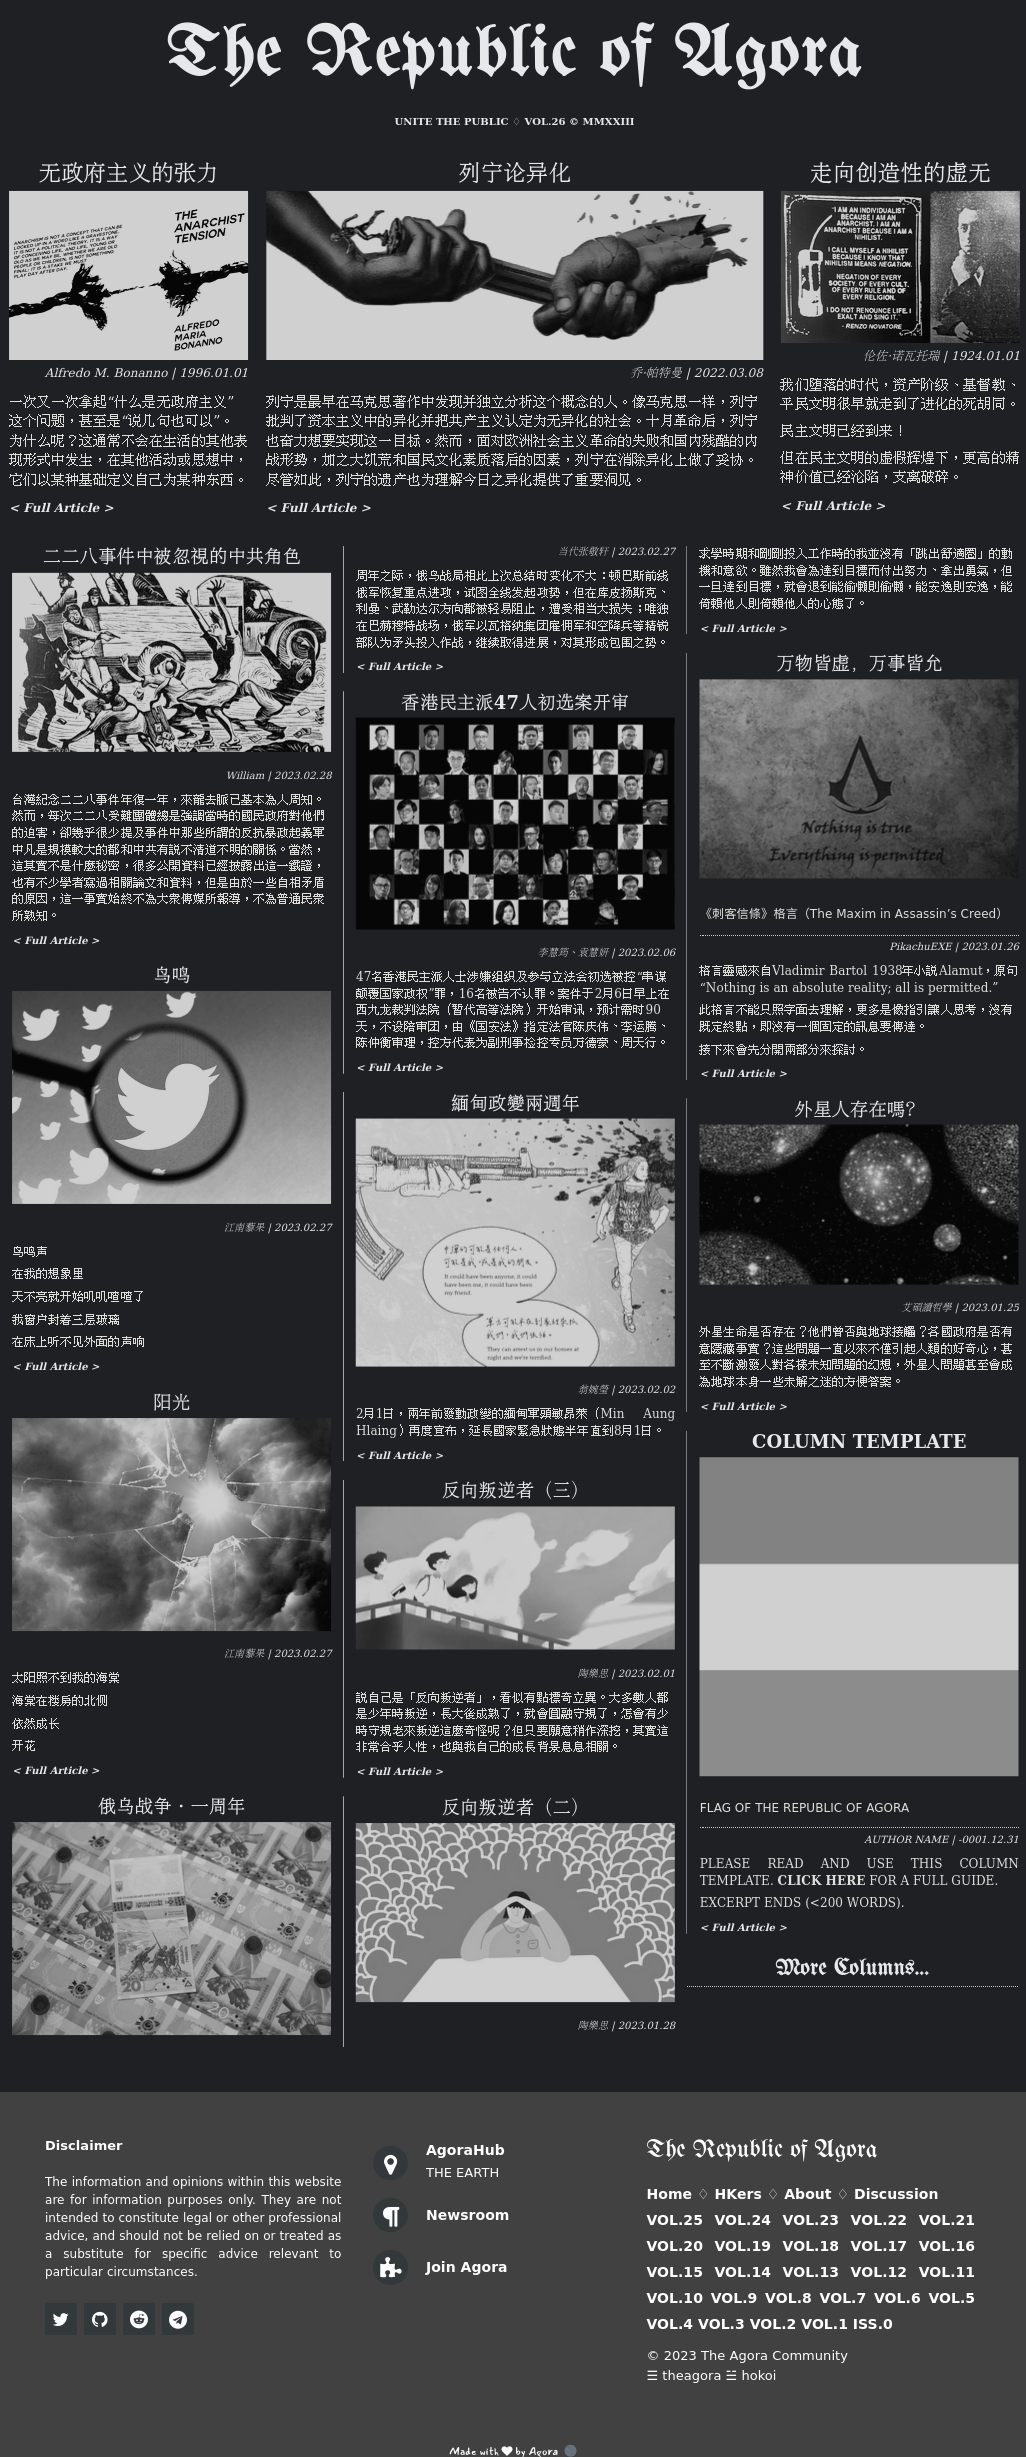 The Republic of Agora
UNITE THE PUBLIC ♢ VOL.26 © MMXXIII
无政府主义的张力
ANARCHISM IS NOT A CONCEPT THAT CAN BE
LOCKED UP IN A WORD LIKE A GRAVESTONE.
IT IS NOT A POLITICAL THEORY. IT IS A WAY
OF CONCEIVING LIFE, AND LIFE, YOUNG OR
OLD AS WE MAY BE, WHETHER WE ARE OLD
PEOPLE OR CHILDREN, IS NOT SOMETHING
FINAL: IT IS A STAKE WE MUST
PLAY DAY AFTER DAY.
THE
ANARCHIST
TENSION
ALFREDO
MARIA
BONANNO
Alfredo M. Bonanno | 1996.01.01
一次又一次拿起“什么是无政府主义”
这个问题，甚至是“说几句也可以”。
为什么呢？这通常不会在生活的其他表
现形式中发生，在其他活动或思想中，
它们以某种基础定义自己为某种东西。
< Full Article >
列宁论异化
乔·帕特曼 | 2022.03.08
列宁是最早在马克思著作中发现并独立分析这个概念的人。像马克思一样，列宁
批判了资本主义中的异化并把共产主义认定为无异化的社会。十月革命后，列宁
也奋力想要实现这一目标。然而，面对欧洲社会主义革命的失败和国内残酷的内
战形势，加之大饥荒和国民文化素质落后的因素，列宁在消除异化上做了妥协。
尽管如此，列宁的遗产也为理解今日之异化提供了重要洞见。
< Full Article >
走向创造性的虚无
"I AM AN INDIVIDUALIST
BECAUSE I AM AN
ANARCHIST. I AM AN
ANARCHIST BECAUSE I AM A
NIHILIST.
I CALL MYSELF A NIHILIST
BECAUSE I KNOW THAT
NIHILISM MEANS NEGATION.
NEGATION OF EVERY
SOCIETY, OF EVERY CULT,
OF EVERY RULE AND OF
EVERY RELIGION.
I DO NOT RENOUNCE LIFE, I
EXALT AND SING IT."
- RENZO NOVATORE
伦佐·诺瓦托瑞 | 1924.01.01
我们堕落的时代，资产阶级、基督教、
平民文明很早就走到了进化的死胡同。
民主文明已经到来！
但在民主文明的虚假辉煌下，更高的精
神价值已经沦陷，支离破碎。
< Full Article >
二二八事件中被忽視的中共角色
William | 2023.02.28
台灣紀念二二八事件年復一年，來龍去脈已基本為人周知。
然而，每次二二八受難團體總是強調當時的國民政府對他們
的迫害，卻幾乎很少提及事件中那些所謂的反抗暴政起義軍
中凡是規模較大的都和中共有説不清道不明的關係。當然，
這其實不是什麼秘密，很多公開資料已經披露出這一鐵證，
也有不少學者寫過相關論文和資料，但是由於一些自相矛盾
的原因，這一事實始終不為大衆傳媒所報導，不為普通民衆
所熟知。
< Full Article >
鸟鸣
江南藜果 | 2023.02.27
鸟鸣声
在我的想象里
天不亮就开始叽叽喳喳了
我窗户封着三层玻璃
在床上听不见外面的声响
< Full Article >
阳光
江南藜果 | 2023.02.27
太阳照不到我的海棠
海棠在楼房的北侧
依然成长
开花
< Full Article >
俄乌战争 · 一周年
20
20
当代张敬轩 | 2023.02.27
周年之际，俄乌战局相比上次总结时变化不大：顿巴斯前线
俄军恢复重点进攻，试图全线发起攻势，但在库皮扬斯克、
利曼、武勒达尔方向都被轻易阻止，遭受相当大损失；唯独
在巴赫穆特战场，俄军以瓦格纳集团雇佣军和空降兵等精锐
部队为矛头投入作战，继续取得进展，对其形成包围之势。
< Full Article >
香港民主派47人初选案开审
李慧筠、袁慧妍 | 2023.02.06
47名香港民主派人士涉嫌组织及参与立法会初选被控“串谋
颠覆国家政权”罪，16名被告不认罪。案件于2月6日早上在
西九龙裁判法院（暂代高等法院）开始审讯，预计需时90
天，不设陪审团，由《国安法》指定法官陈庆伟、李运腾、
陈仲衡审理，控方代表为副刑事检控专员万德豪、周天行。
< Full Article >
緬甸政變兩週年
EVERY
THING
WILL BE
OK
中彈的可能是任何人，
可能是我，或是我的朋友。
It could have been anyone, it could
have been me, it could have been
my friend.
They can arrest us in our homes at
night and we're terrified.
翁婉瑩 | 2023.02.02
2月1日，兩年前發動政變的緬甸軍頭敏昂萊（Min Aung
Hlaing）再度宣布，延長國家緊急狀態半年直到8月1日。
< Full Article >
反向叛逆者（三）
陶樂思 | 2023.02.01
説自己是「反向叛逆者」，看似有點標奇立異。大多數人都
是少年時叛逆，長大後成熟了，就會圓融守規了，怎會有少
時守規老來叛逆這麼奇怪呢？但只要願意稍作深挖，其實這
非常合乎人性，也與我自己的成長背景息息相關。
< Full Article >
反向叛逆者（二）
陶樂思 | 2023.01.28
求學時期和剛剛投入工作時的我並沒有「跳出舒適圈」的動
機和意欲。雖然我會為達到目標而付出努力、拿出勇氣，但
一旦達到目標，就會退到能偷懶則偷懶，能安逸則安逸，能
倚賴他人則倚賴他人的心態了。
< Full Article >
万物皆虚，万事皆允
Nothing is true
Everything is permitted
《刺客信條》格言（The Maxim in Assassin’s Creed）
PikachuEXE | 2023.01.26
格言靈感來自Vladimir Bartol 1938年小説Alamut，原句
“Nothing is an absolute reality; all is permitted.”
此格言不能只照字面去理解，更多是像指引讓人思考，沒有
既定終點，即沒有一個固定的訊息要傳達。
接下來會先分開兩部分來探討。
< Full Article >
外星人存在嗎?
艾碩讀哲學 | 2023.01.25
外星生命是否存在？他們曾否與地球接觸？各國政府是否有
意隱藏事實？這些問題一直以來不僅引起人類的好奇心，甚
至不斷激發人對各樣未知問題的幻想，外星人問題甚至會成
為地球本身一些未解之迷的方便答案。
< Full Article >
COLUMN TEMPLATE
FLAG OF THE REPUBLIC OF AGORA
AUTHOR NAME | -0001.12.31
PLEASE READ AND USE THIS COLUMN
TEMPLATE. CLICK HERE FOR A FULL GUIDE.
EXCERPT ENDS (<200 WORDS).
< Full Article >
More Columns...
Disclaimer
The information and opinions within this website
are for information purposes only. They are not
intended to constitute legal or other professional
advice, and should not be relied on or treated as
a substitute for specific advice relevant to
particular circumstances.
AgoraHub
THE EARTH
Newsroom
Join Agora
The Republic of Agora
Home ♢ HKers ♢ About ♢ Discussion
VOL.25 VOL.24 VOL.23 VOL.22 VOL.21
VOL.20 VOL.19 VOL.18 VOL.17 VOL.16
VOL.15 VOL.14 VOL.13 VOL.12 VOL.11
VOL.10 VOL.9 VOL.8 VOL.7 VOL.6 VOL.5
VOL.4 VOL.3 VOL.2 VOL.1 ISS.0
© 2023 The Agora Community
☰ theagora ☱ hokoi
Made with ♥ by Agora